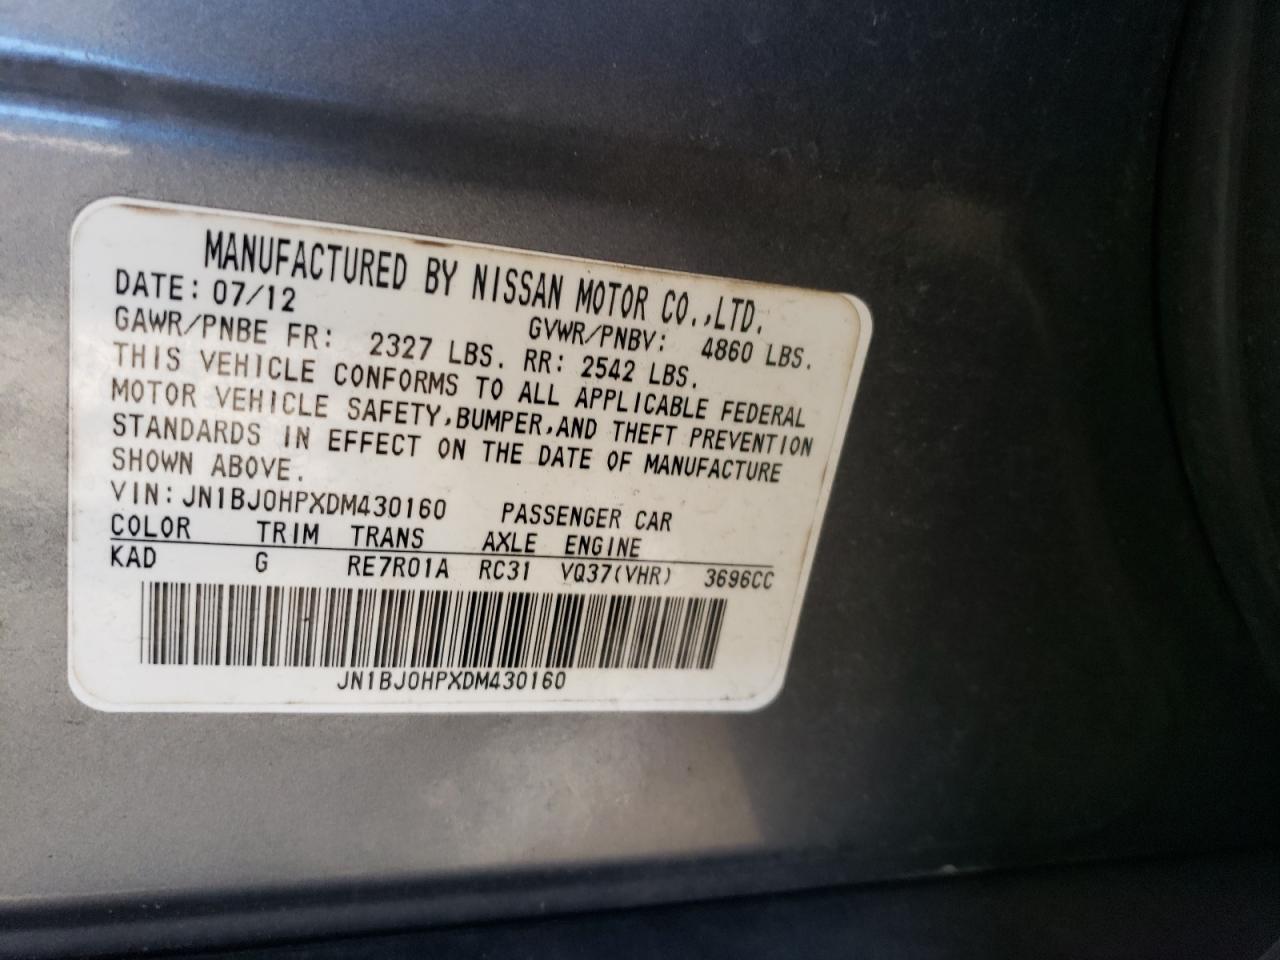 MANUFACTURED BY NISSAN MOTOR CO.,LTD.
DATE: 07/12 GVWR/PNBV: 4860 LBS.
GAWR/PNBE FR: 2327 LBS. RR: 2542 LBS.
THIS VEHICLE CONFORMS TO ALL APPLICABLE FEDERAL
MOTOR VEHICLE SAFETY,BUMPER,AND THEFT PREVENTION
STANDARDS IN EFFECT ON THE DATE OF MANUFACTURE
SHOWN ABOVE.
VIN: JN1BJ0HPXDM430160 PASSENGER CAR
COLOR TRIM TRANS AXLE ENGINE
KAD G RE7R01A RC31 VQ37(VHR) 3696CC
JN1BJ0HPXDM430160